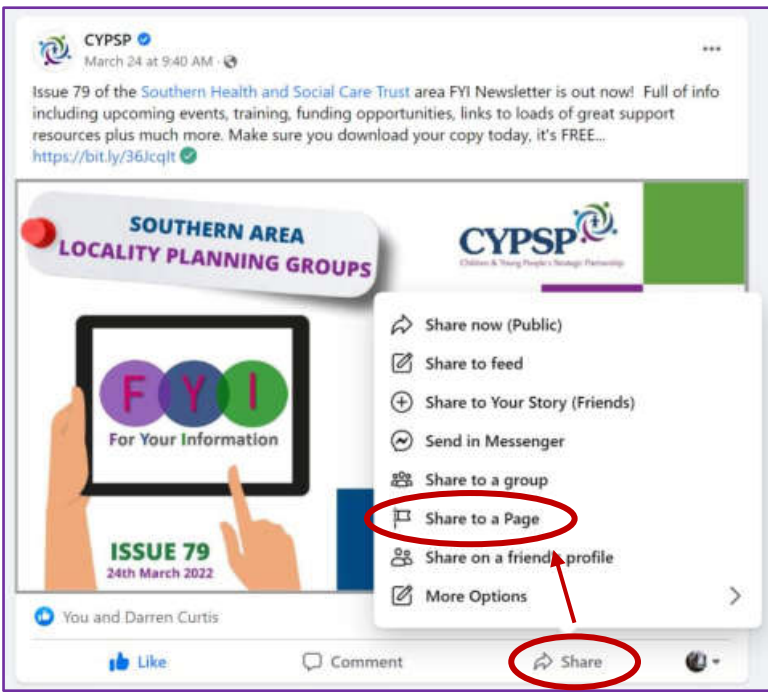 CYPSP
March 24 at 9:40 AM ·
Issue 79 of the Southern Health and Social Care Trust area FYI Newsletter is out now! Full of info
including upcoming events, training, funding opportunities, links to loads of great support
resources plus much more. Make sure you download your copy today, it's FREE...
https://bit.ly/36Jcqlt
SOUTHERN AREA
LOCALITY PLANNING GROUPS
CYPSP
Children & Young People's Strategic Partnership
F Y I
For Your Information
ISSUE 79
24th March 2022
Share now (Public)
Share to feed
Share to Your Story (Friends)
Send in Messenger
Share to a group
Share to a Page
Share on a friend's profile
More Options
You and Darren Curtis
Like
Comment
Share